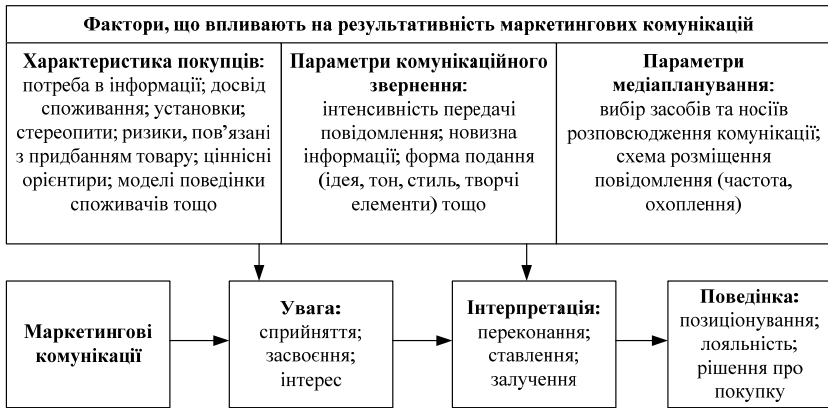 Фактори, що впливають на результативність маркетингових комунікацій
Характеристика покупців:
потреба в інформації; досвід
споживання; установки;
стереопити; ризики, пов’язані
з придбанням товару; ціннісні
орієнтири; моделі поведінки
споживачів тощо
Параметри комунікаційного
звернення:
інтенсивність передачі
повідомлення; новизна
інформації; форма подання
(ідея, тон, стиль, творчі
елементи) тощо
Параметри
медіапланування:
вибір засобів та носіїв
розповсюдження комунікації;
схема розміщення
повідомлення (частота,
охоплення)
Маркетингові
комунікації
Увага:
сприйняття;
засвоєння;
інтерес
Інтерпретація:
переконання;
ставлення;
залучення
Поведінка:
позиціонування;
лояльність;
рішення про
покупку